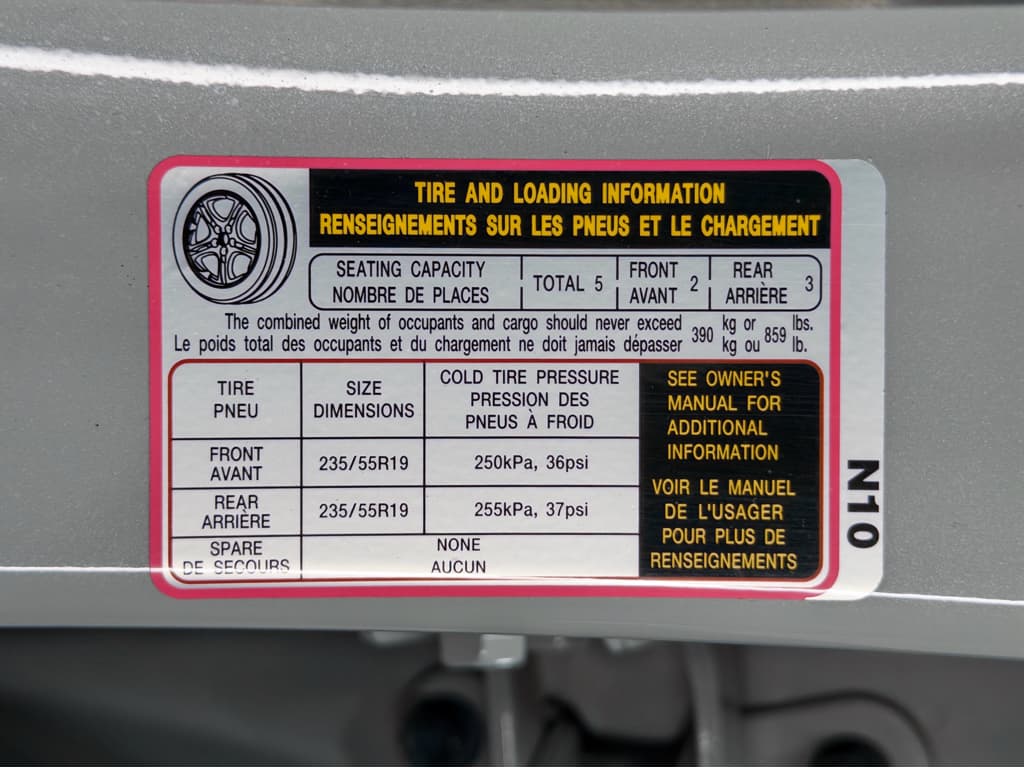 TIRE AND LOADING INFORMATION
RENSEIGNEMENTS SUR LES PNEUS ET LE CHARGEMENT
SEATING CAPACITY
NOMBRE DE PLACES
TOTAL 5
FRONT
AVANT
2
REAR
ARRIÈRE
3
The combined weight of occupants and cargo should never exceed 390 kg or 859 lbs.
Le poids total des occupants et du chargement ne doit jamais dépasser kg ou lb.
TIRE
PNEU
SIZE
DIMENSIONS
COLD TIRE PRESSURE
PRESSION DES
PNEUS À FROID
FRONT
AVANT
235/55R19
250kPa, 36psi
REAR
ARRIÈRE
235/55R19
255kPa, 37psi
SPARE
DE SECOURS
NONE
AUCUN
SEE OWNER'S
MANUAL FOR
ADDITIONAL
INFORMATION
VOIR LE MANUEL
DE L'USAGER
POUR PLUS DE
RENSEIGNEMENTS
N10